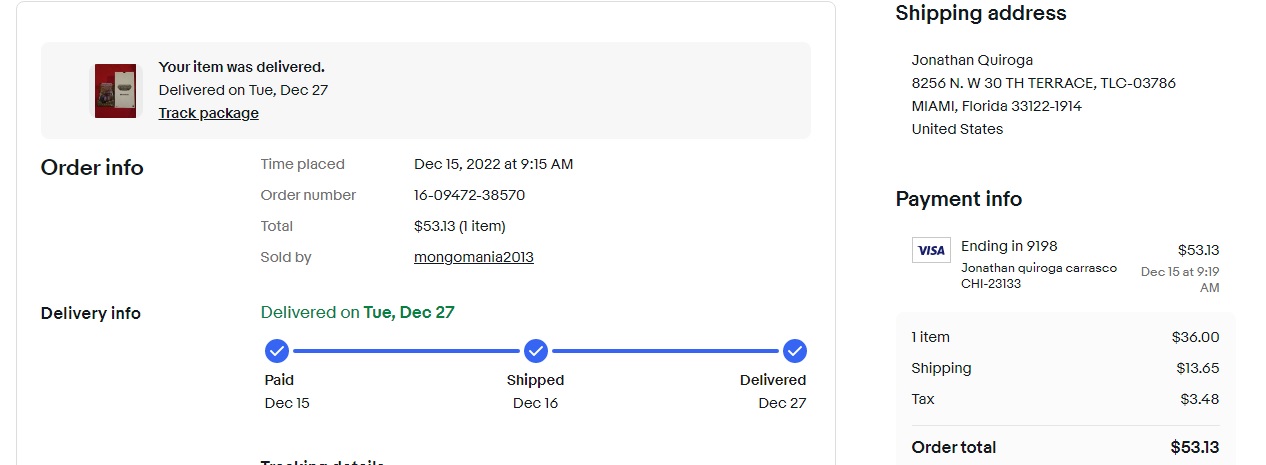 Your item was delivered.
Delivered on Tue, Dec 27
Track package
Order info
Time placed Dec 15, 2022 at 9:15 AM
Order number 16-09472-38570
Total $53.13 (1 item)
Sold by mongomania2013
Delivery info
Delivered on Tue, Dec 27
Paid Shipped Delivered
Dec 15 Dec 16 Dec 27
Tracking details
Shipping address
Jonathan Quiroga
8256 N. W 30 TH TERRACE, TLC-03786
MIAMI, Florida 33122-1914
United States
Payment info
VISA Ending in 9198 $53.13
Jonathan quiroga carrasco Dec 15 at 9:19
CHI-23133 AM
1 item $36.00
Shipping $13.65
Tax $3.48
Order total $53.13